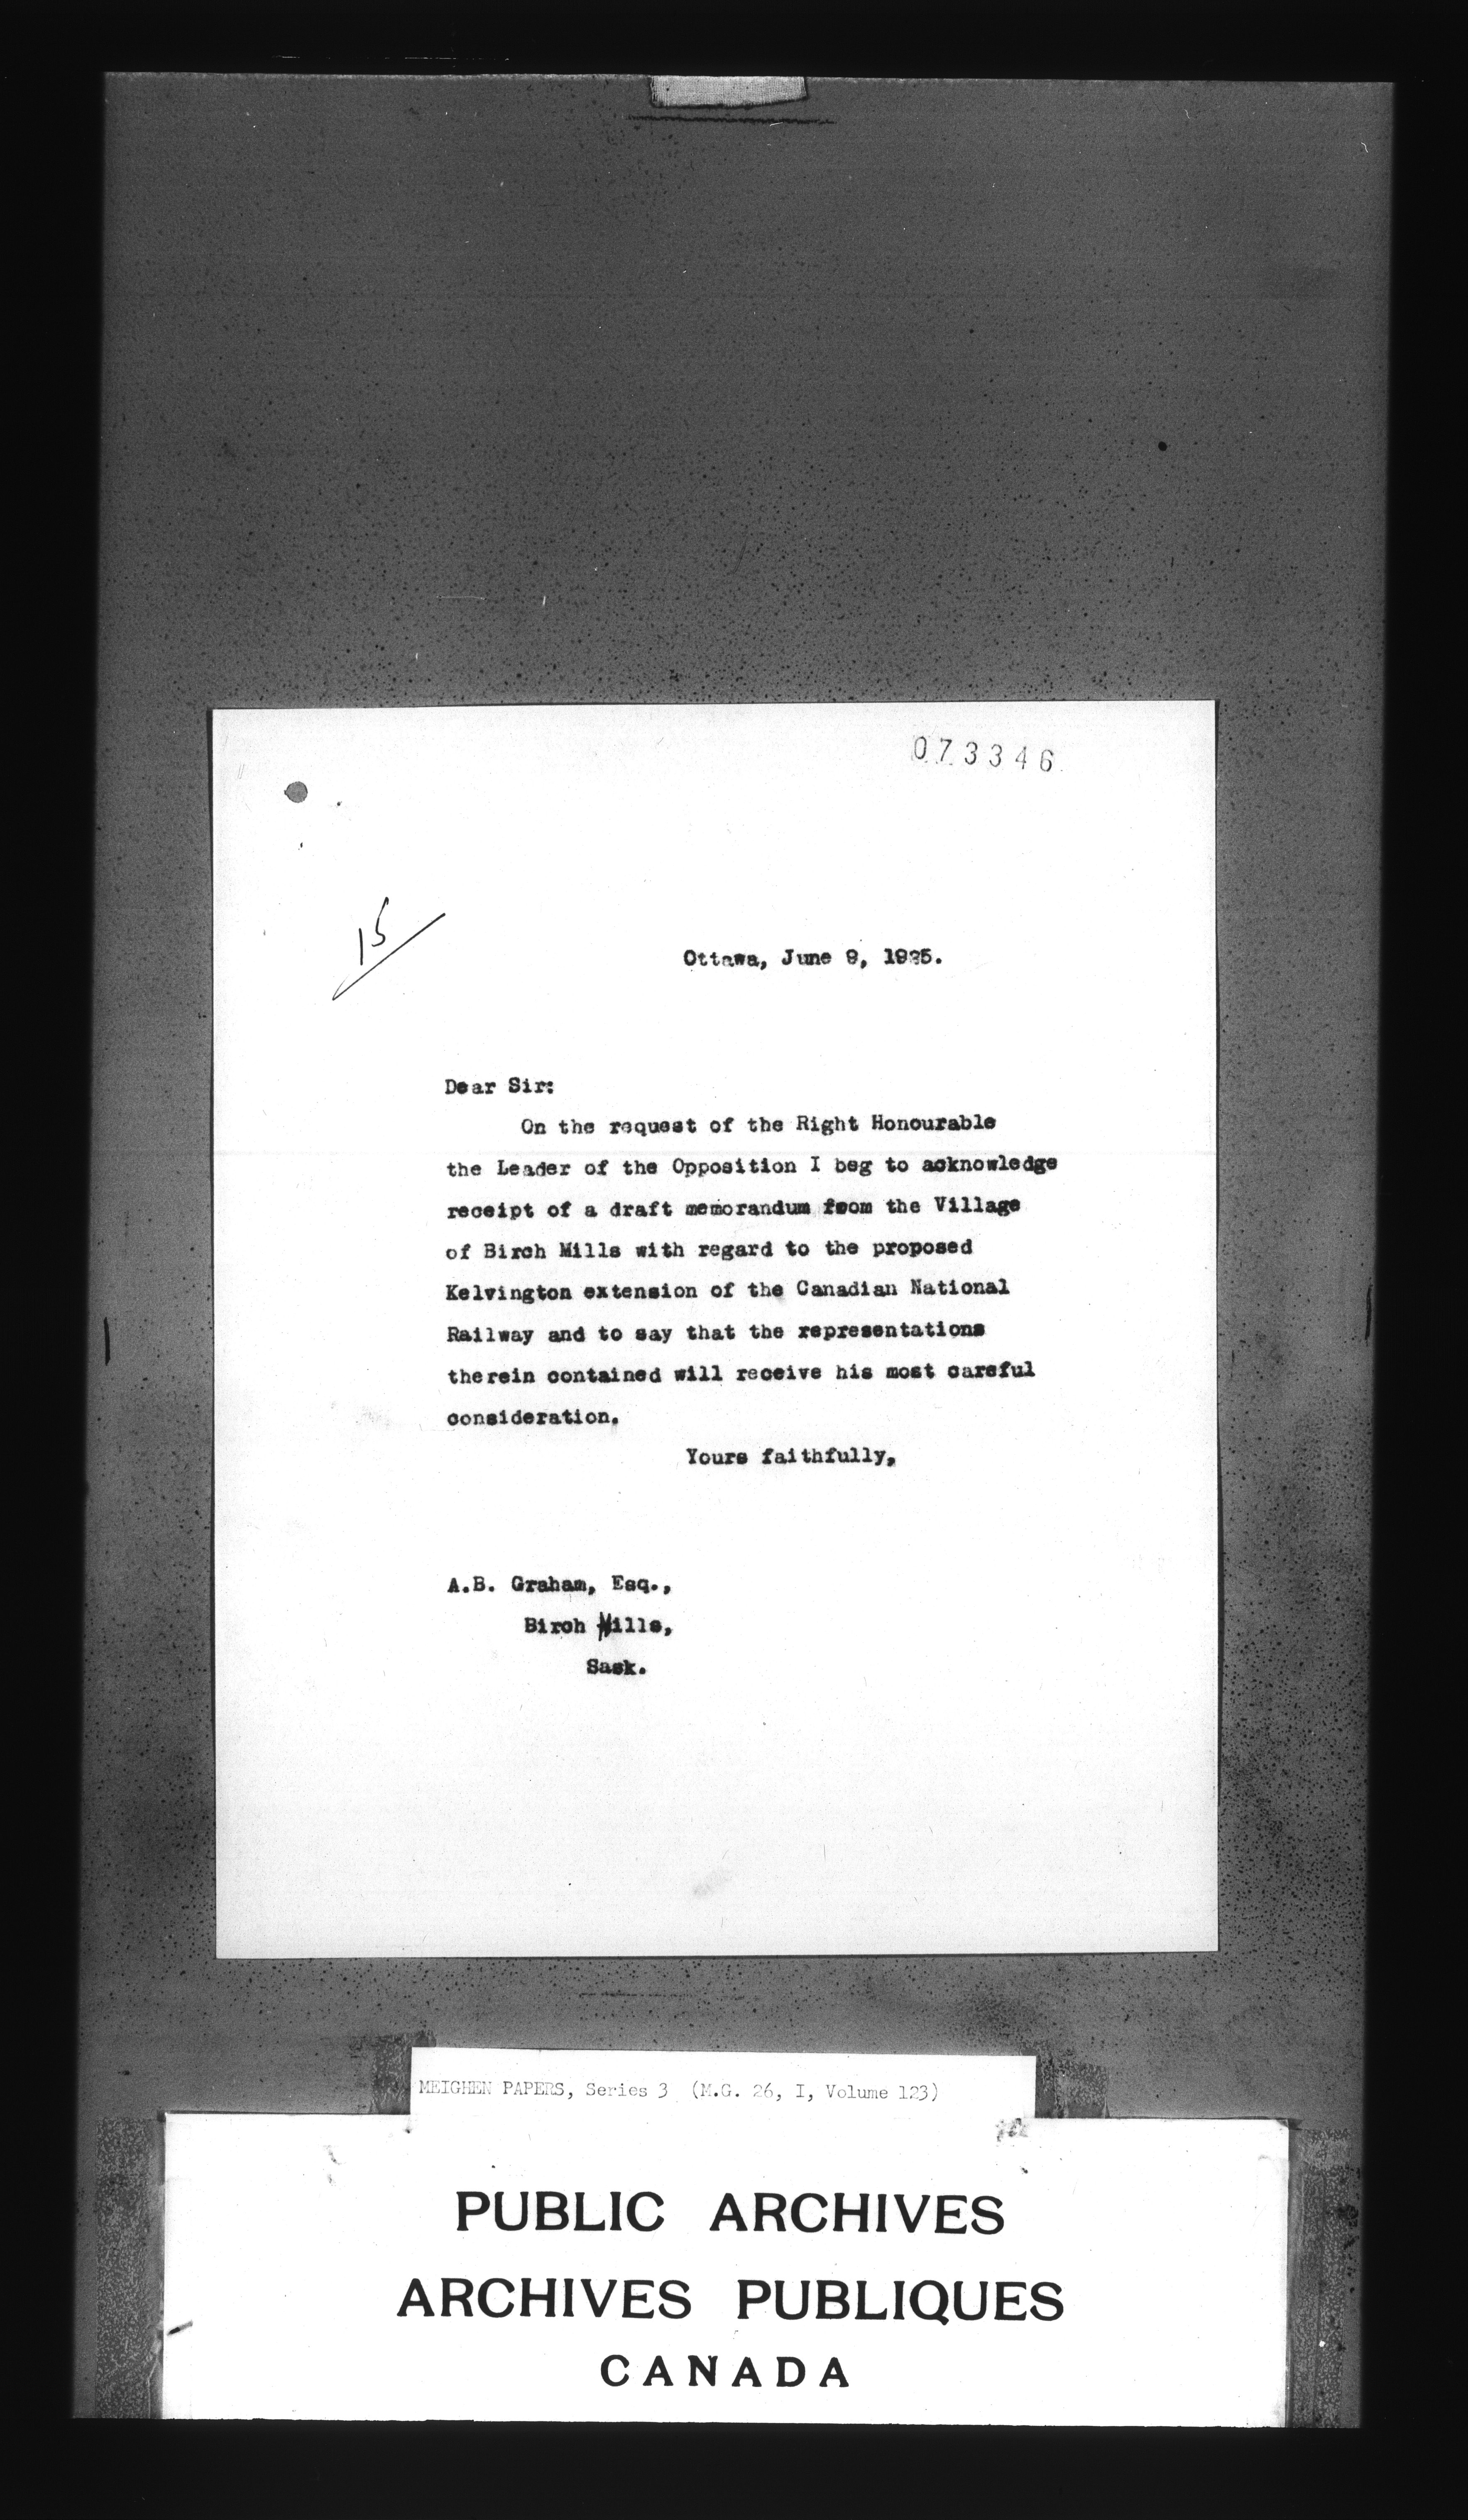 073346
15
Ottawa, June 9, 1925.
Dear Sir:
On the request of the Right Honourable
the Leader of the Opposition I beg to acknowledge
receipt of a draft memorandum from the Village
of Birch Mills with regard to the proposed
Kelvington extension of the Canadian National
Railway and to say that the representations
therein contained will receive his most careful
consideration.
Yours faithfully,
A.B. Graham, Esq.,
Birch Hills,
Sask.
MEIGHEN PAPERS, Series 3 (M.G. 26, I, Volume 123)
PUBLIC ARCHIVES
ARCHIVES PUBLIQUES
CANADA